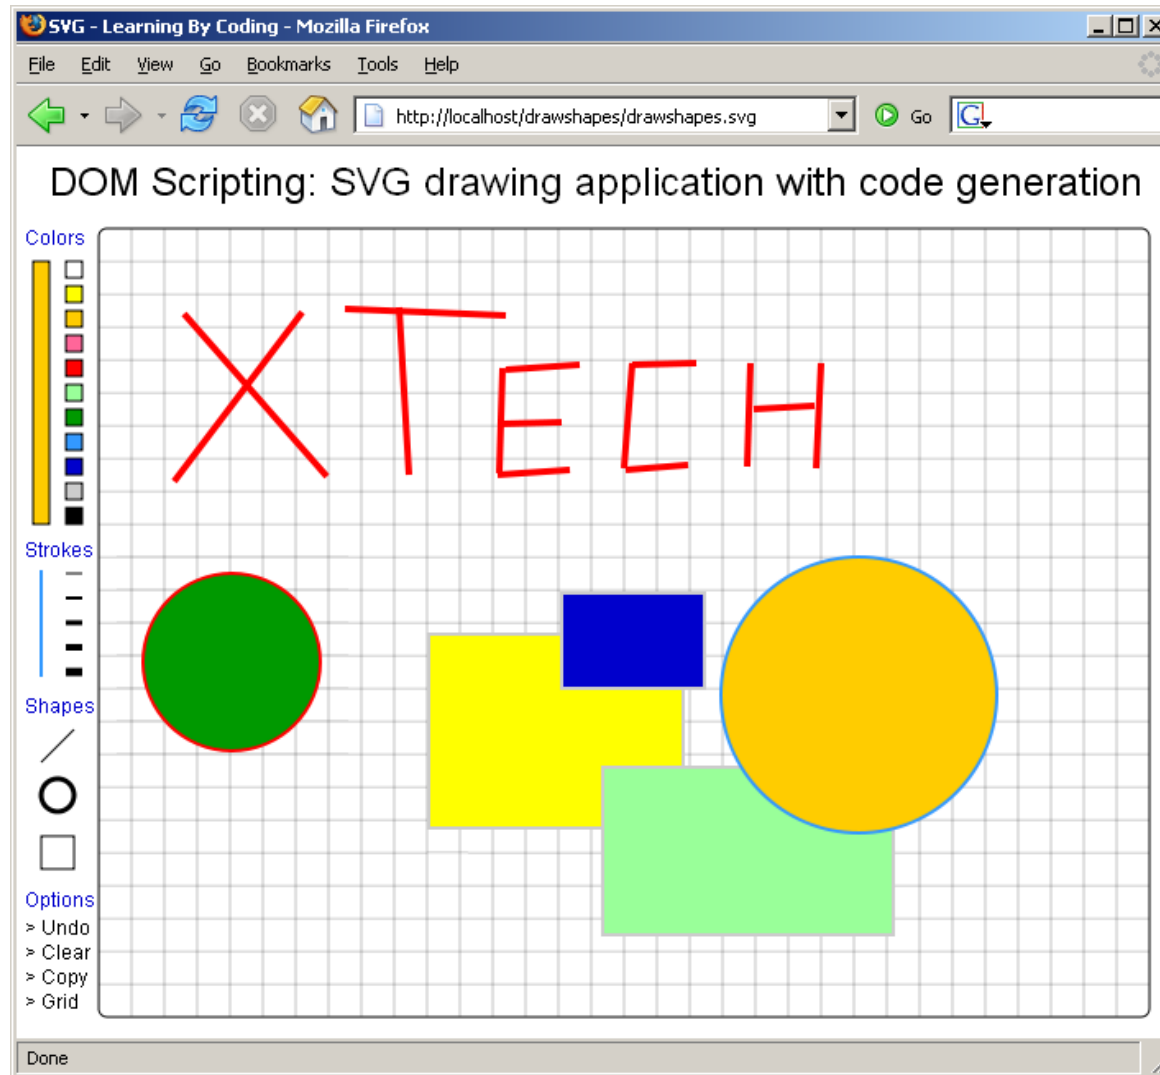 SVG - Learning By Coding - Mozilla Firefox
File Edit View Go Bookmarks Tools Help
http://localhost/drawshapes/drawshapes.svg Go G
DOM Scripting: SVG drawing application with code generation
Colors
XTECH
Strokes
Shapes
Options
> Undo
> Clear
> Copy
> Grid
Done